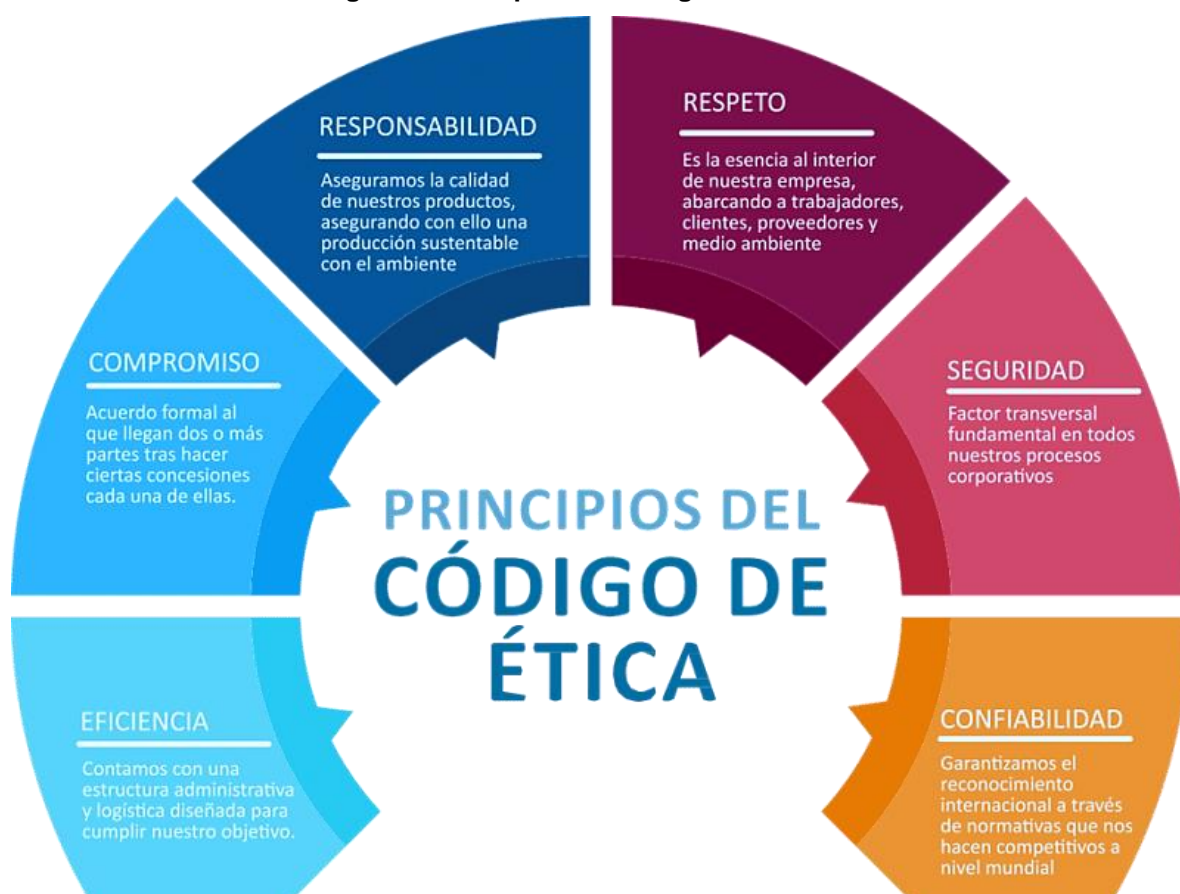 PRINCIPIOS DEL
CÓDIGO DE
ÉTICA
EFICIENCIA
Contamos con una
estructura administrativa
y logística diseñada para
cumplir nuestro objetivo.
COMPROMISO
Acuerdo formal al
que llegan dos o más
partes tras hacer
ciertas concesiones
cada una de ellas.
RESPONSABILIDAD
Aseguramos la calidad
de nuestros productos,
asegurando con ello una
producción sustentable
con el ambiente
RESPETO
Es la esencia al interior
de nuestra empresa,
abarcando a trabajadores,
clientes, proveedores y
medio ambiente
SEGURIDAD
Factor transversal
fundamental en todos
nuestros procesos
corporativos
CONFIABILIDAD
Garantizamos el
reconocimiento
internacional a través
de normativas que nos
hacen competitivos a
nivel mundial